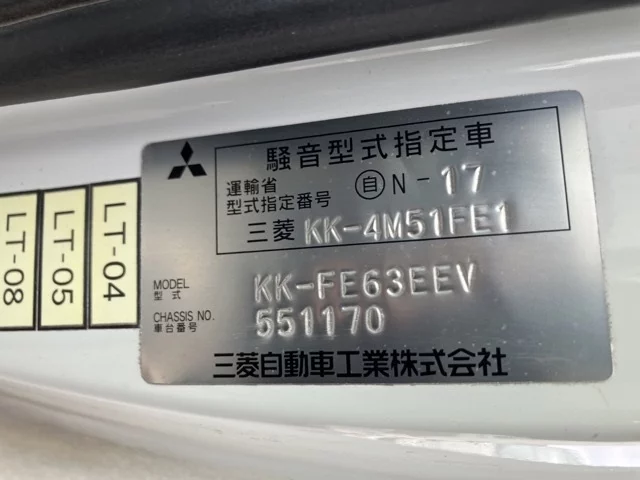 騒音型式指定車
運輸省
型式指定番号
自 N-17
三菱 KK-4M51FE1
MODEL
型式
KK-FE63EEV
CHASSIS NO.
車台番号
551170
三菱自動車工業株式会社
LT-08
LT-05
LT-04